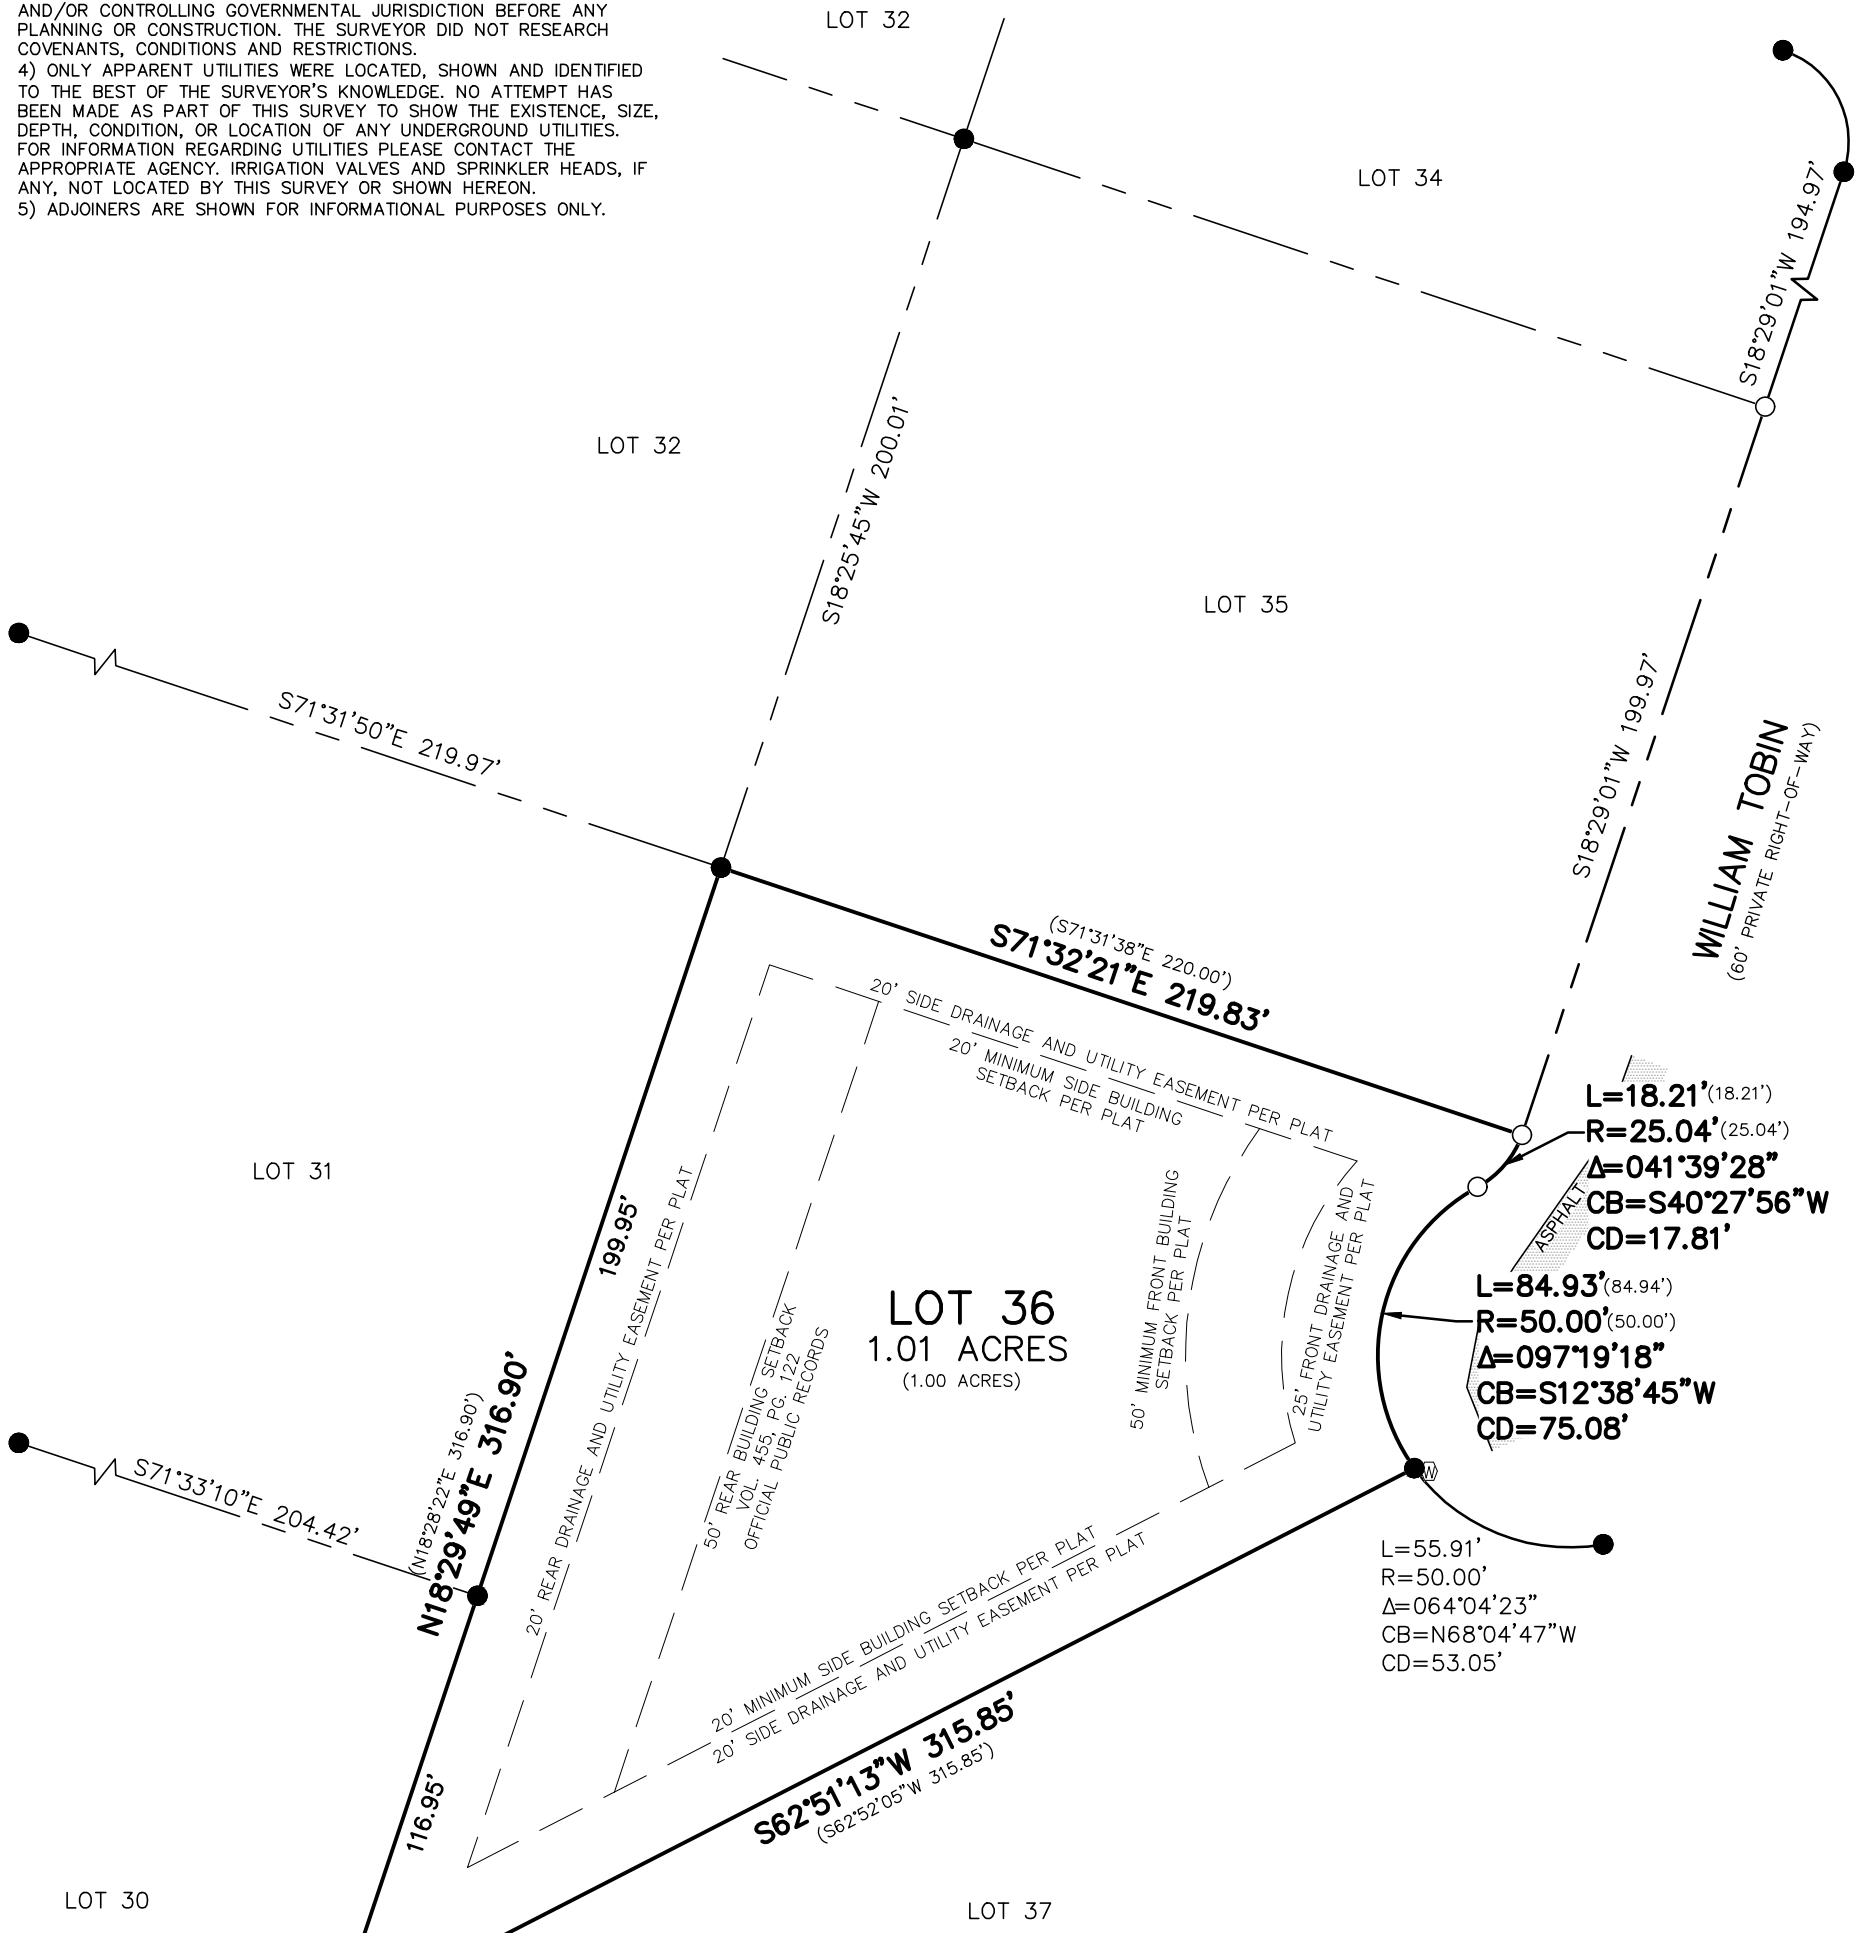 AND/OR CONTROLLING GOVERNMENTAL JURISDICTION BEFORE ANY
PLANNING OR CONSTRUCTION. THE SURVEYOR DID NOT RESEARCH
COVENANTS, CONDITIONS AND RESTRICTIONS.
4) ONLY APPARENT UTILITIES WERE LOCATED, SHOWN AND IDENTIFIED
TO THE BEST OF THE SURVEYOR'S KNOWLEDGE. NO ATTEMPT HAS
BEEN MADE AS PART OF THIS SURVEY TO SHOW THE EXISTENCE, SIZE,
DEPTH, CONDITION, OR LOCATION OF ANY UNDERGROUND UTILITIES.
FOR INFORMATION REGARDING UTILITIES PLEASE CONTACT THE
APPROPRIATE AGENCY. IRRIGATION VALVES AND SPRINKLER HEADS, IF
ANY, NOT LOCATED BY THIS SURVEY OR SHOWN HEREON.
5) ADJOINERS ARE SHOWN FOR INFORMATIONAL PURPOSES ONLY.
LOT 32
LOT 34
S18°29'01"W 194.97'
LOT 32
S18°25'45"W 200.01'
LOT 35
S18°29'01"W 199.97'
WILLIAM TOBIN
(60' PRIVATE RIGHT-OF-WAY)
S71°31'50"E 219.97'
(S71°31'38"E 220.00')
S71°32'21"E 219.83'
20' SIDE DRAINAGE AND UTILITY EASEMENT PER PLAT
20' MINIMUM SIDE BUILDING
SETBACK PER PLAT
L=18.21'(18.21')
R=25.04'(25.04')
Δ=041°39'28"
CB=S40°27'56"W
CD=17.81'
ASPHALT
L=84.93'(84.94')
R=50.00'(50.00')
Δ=097°19'18"
CB=S12°38'45"W
CD=75.08'
LOT 31
199.95'
20' REAR DRAINAGE AND UTILITY EASEMENT PER PLAT
50' REAR BUILDING SETBACK
VOL. 455, PG. 122
OFFICIAL PUBLIC RECORDS
LOT 36
1.01 ACRES
(1.00 ACRES)
50' MINIMUM FRONT BUILDING
SETBACK PER PLAT
25' FRONT DRAINAGE AND
UTILITY EASEMENT PER PLAT
(N18°28'22"E 316.90')
N18°29'49"E 316.90'
S71°33'10"E 204.42'
W
L=55.91'
R=50.00'
Δ=064°04'23"
CB=N68°04'47"W
CD=53.05'
20' MINIMUM SIDE BUILDING SETBACK PER PLAT
20' SIDE DRAINAGE AND UTILITY EASEMENT PER PLAT
S62°51'13"W 315.85'
(S62°52'05"W 315.85')
116.95'
LOT 30
LOT 37